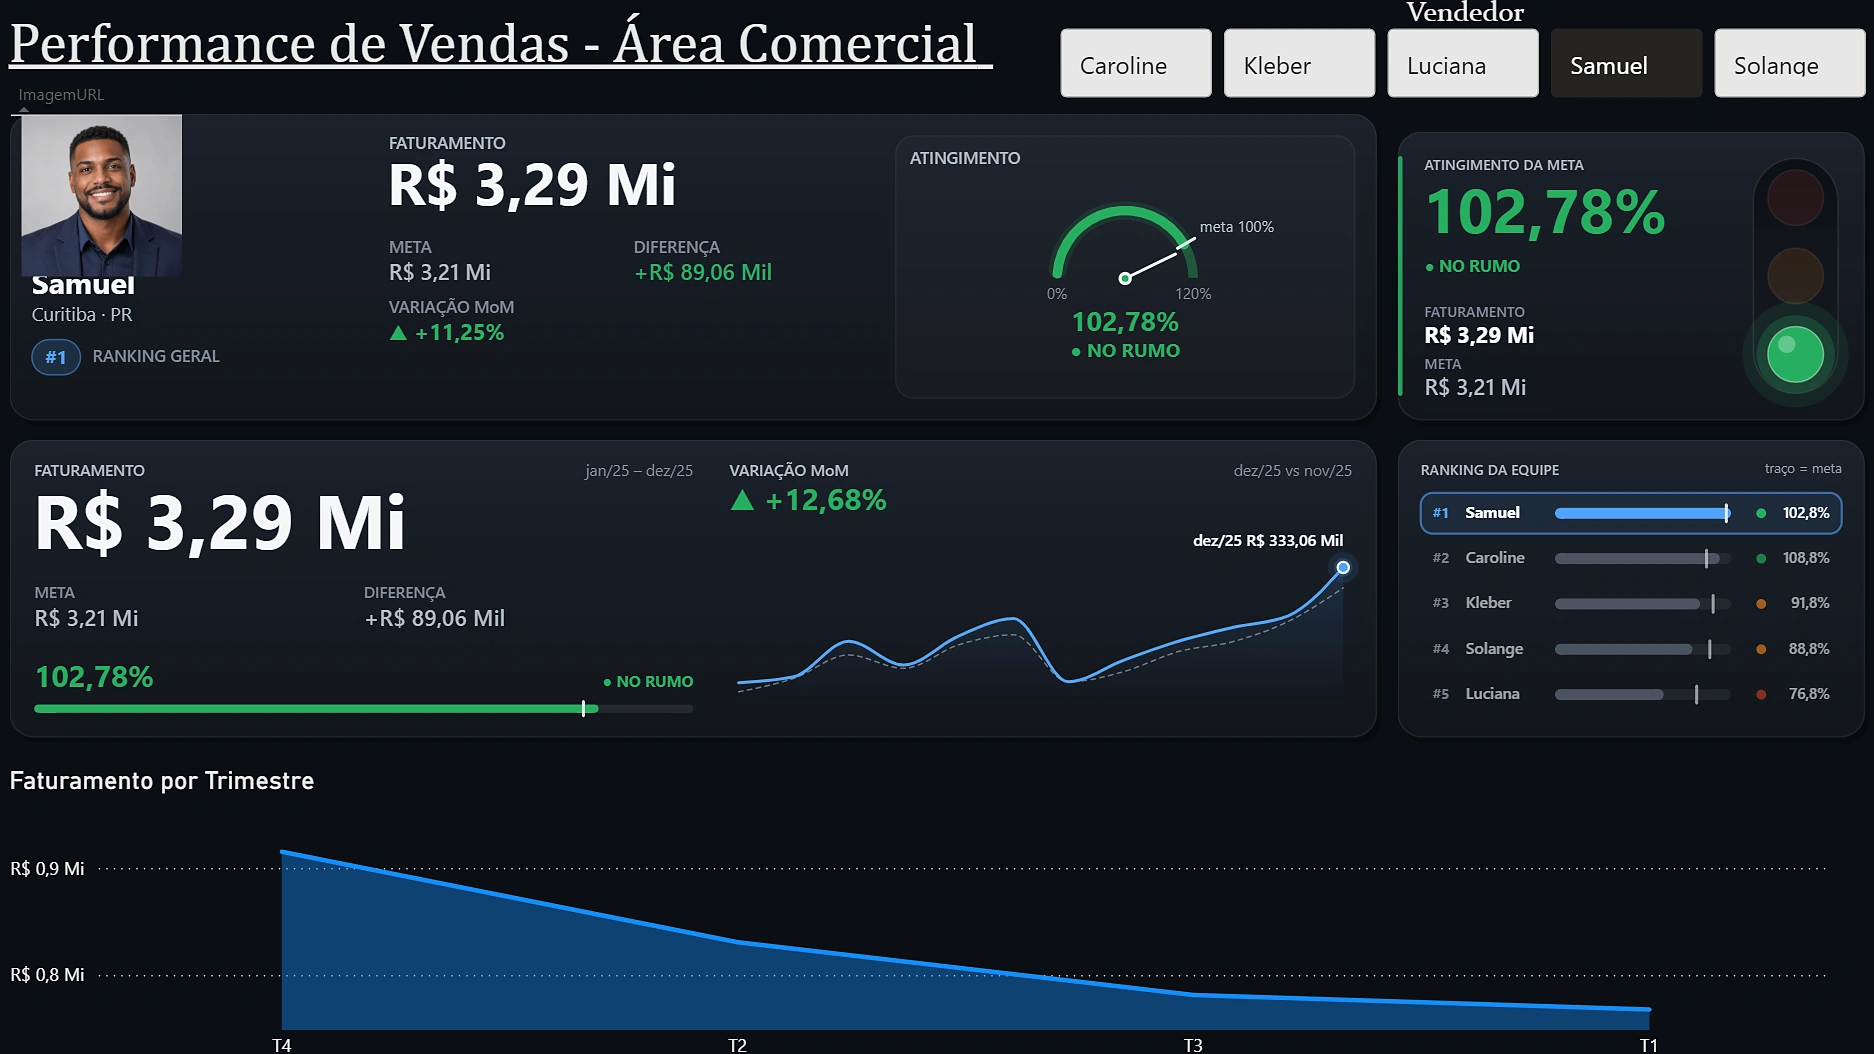 Performance de Vendas - Área Comercial
Vendedor
Caroline
Kleber
Luciana
Samuel
Solange
ImagemURL
Samuel
Curitiba · PR
#1 RANKING GERAL
FATURAMENTO
R$ 3,29 Mi
META
R$ 3,21 Mi
DIFERENÇA
+R$ 89,06 Mil
VARIAÇÃO MoM
▲ +11,25%
ATINGIMENTO
meta 100%
0%
120%
102,78%
• NO RUMO
ATINGIMENTO DA META
102,78%
• NO RUMO
FATURAMENTO
R$ 3,29 Mi
META
R$ 3,21 Mi
FATURAMENTO
jan/25 – dez/25
R$ 3,29 Mi
META
R$ 3,21 Mi
DIFERENÇA
+R$ 89,06 Mil
102,78%
• NO RUMO
VARIAÇÃO MoM
dez/25 vs nov/25
▲ +12,68%
dez/25 R$ 333,06 Mil
RANKING DA EQUIPE
traço = meta
#1 Samuel 102,8%
#2 Caroline 108,8%
#3 Kleber 91,8%
#4 Solange 88,8%
#5 Luciana 76,8%
Faturamento por Trimestre
R$ 0,9 Mi
R$ 0,8 Mi
T4
T2
T3
T1